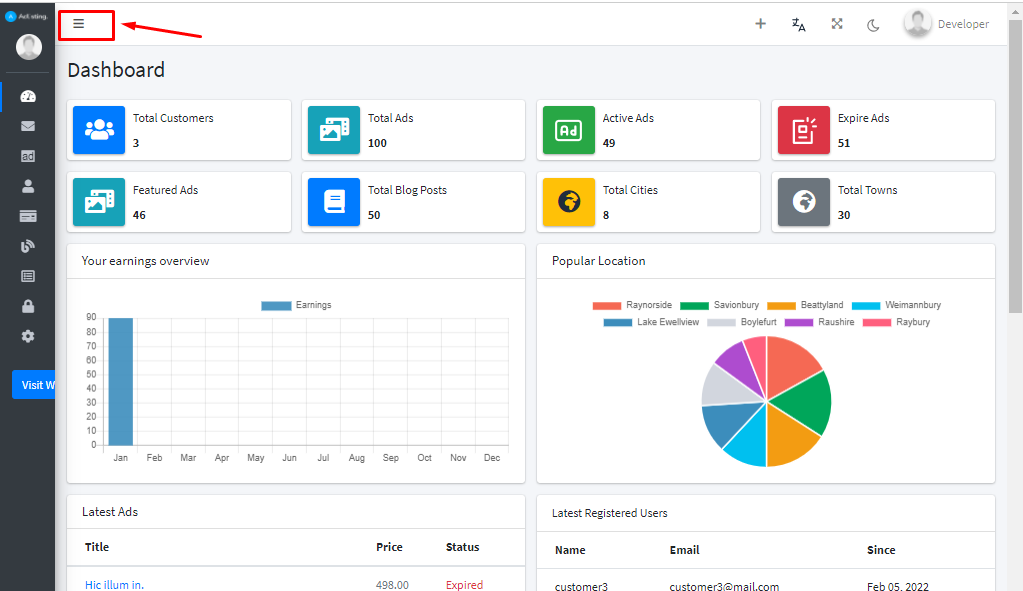 AdListing.
Developer
Dashboard
Total Customers
3
Total Ads
100
Active Ads
49
Expire Ads
51
Featured Ads
46
Total Blog Posts
50
Total Cities
8
Total Towns
30
Visit W
Your earnings overview
Earnings
90
80
70
60
50
40
30
20
10
0
Jan Feb Mar Apr May Jun Jul Aug Sep Oct Nov Dec
Popular Location
Raynorside Savionbury Beattyland Weimannbury
Lake Ewellview Boylefurt Raushire Raybury
Latest Ads
Title Price Status
Hic illum in. 498.00 Expired
Latest Registered Users
Name Email Since
customer3 customer3@mail.com Feb 05, 2022